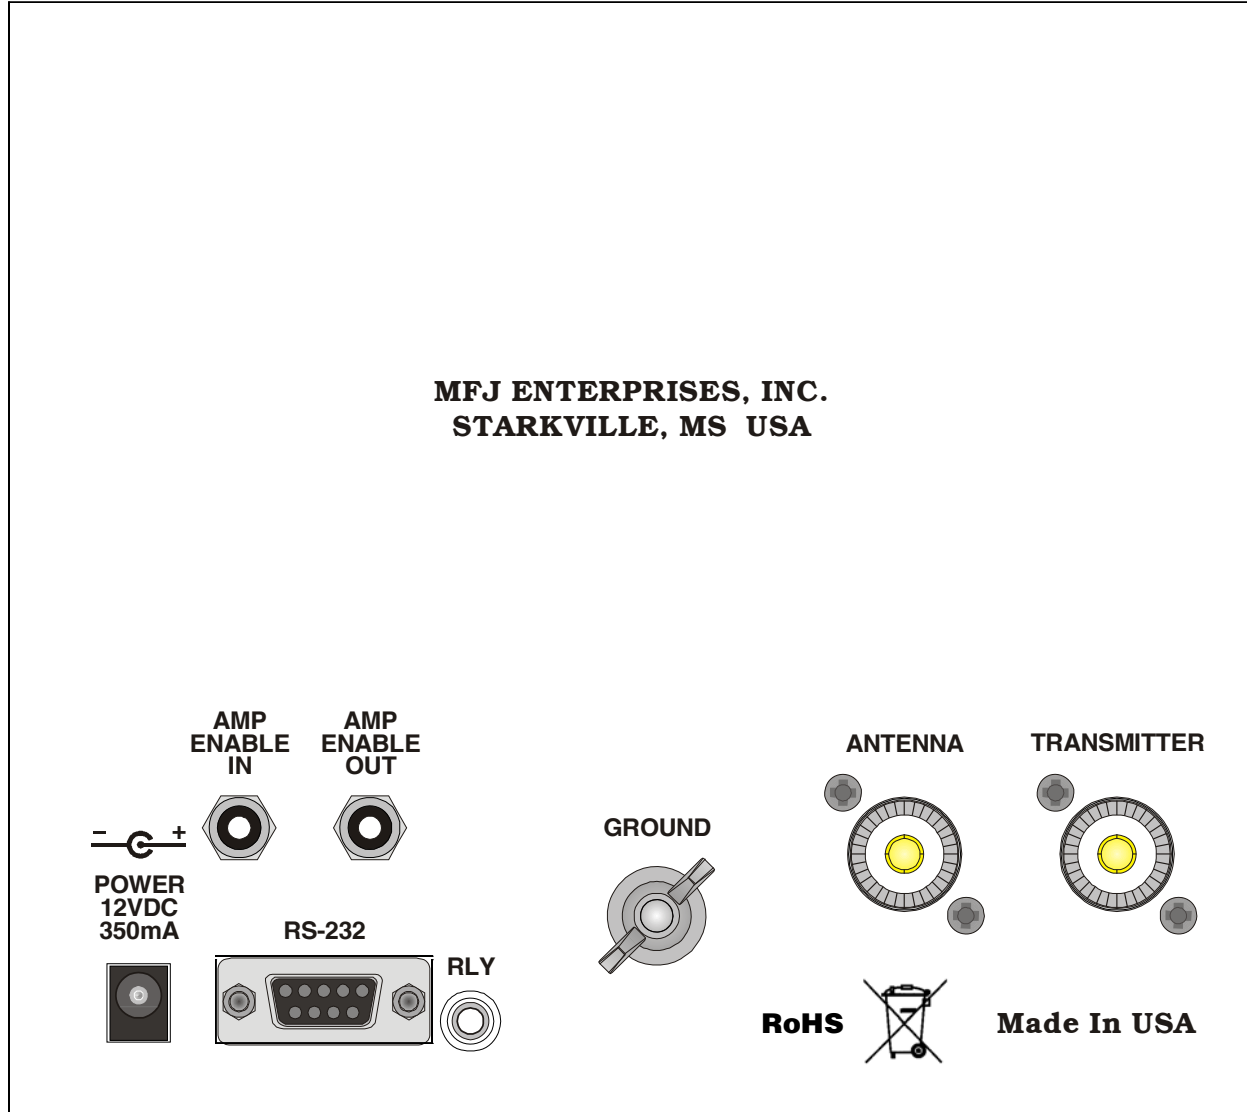 MFJ ENTERPRISES, INC.
STARKVILLE, MS  USA
AMP
ENABLE
IN
AMP
ENABLE
OUT
ANTENNA
TRANSMITTER
GROUND
– +
POWER
12VDC
350mA
RS-232
RLY
RoHS
Made In USA